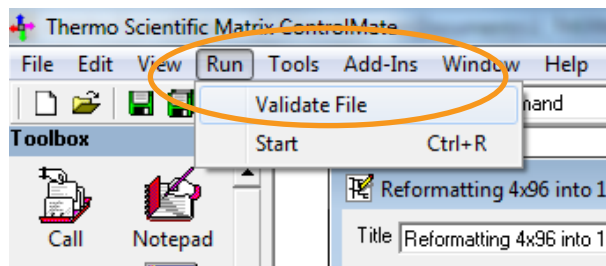 Thermo Scientific Matrix ControlMate
File Edit View Run Tools Add-Ins Window Help
Validate File
Start Ctrl+R
Toolbox
Call Notepad
Reformatting 4x96 into 1
Title Reformatting 4x96 into 1